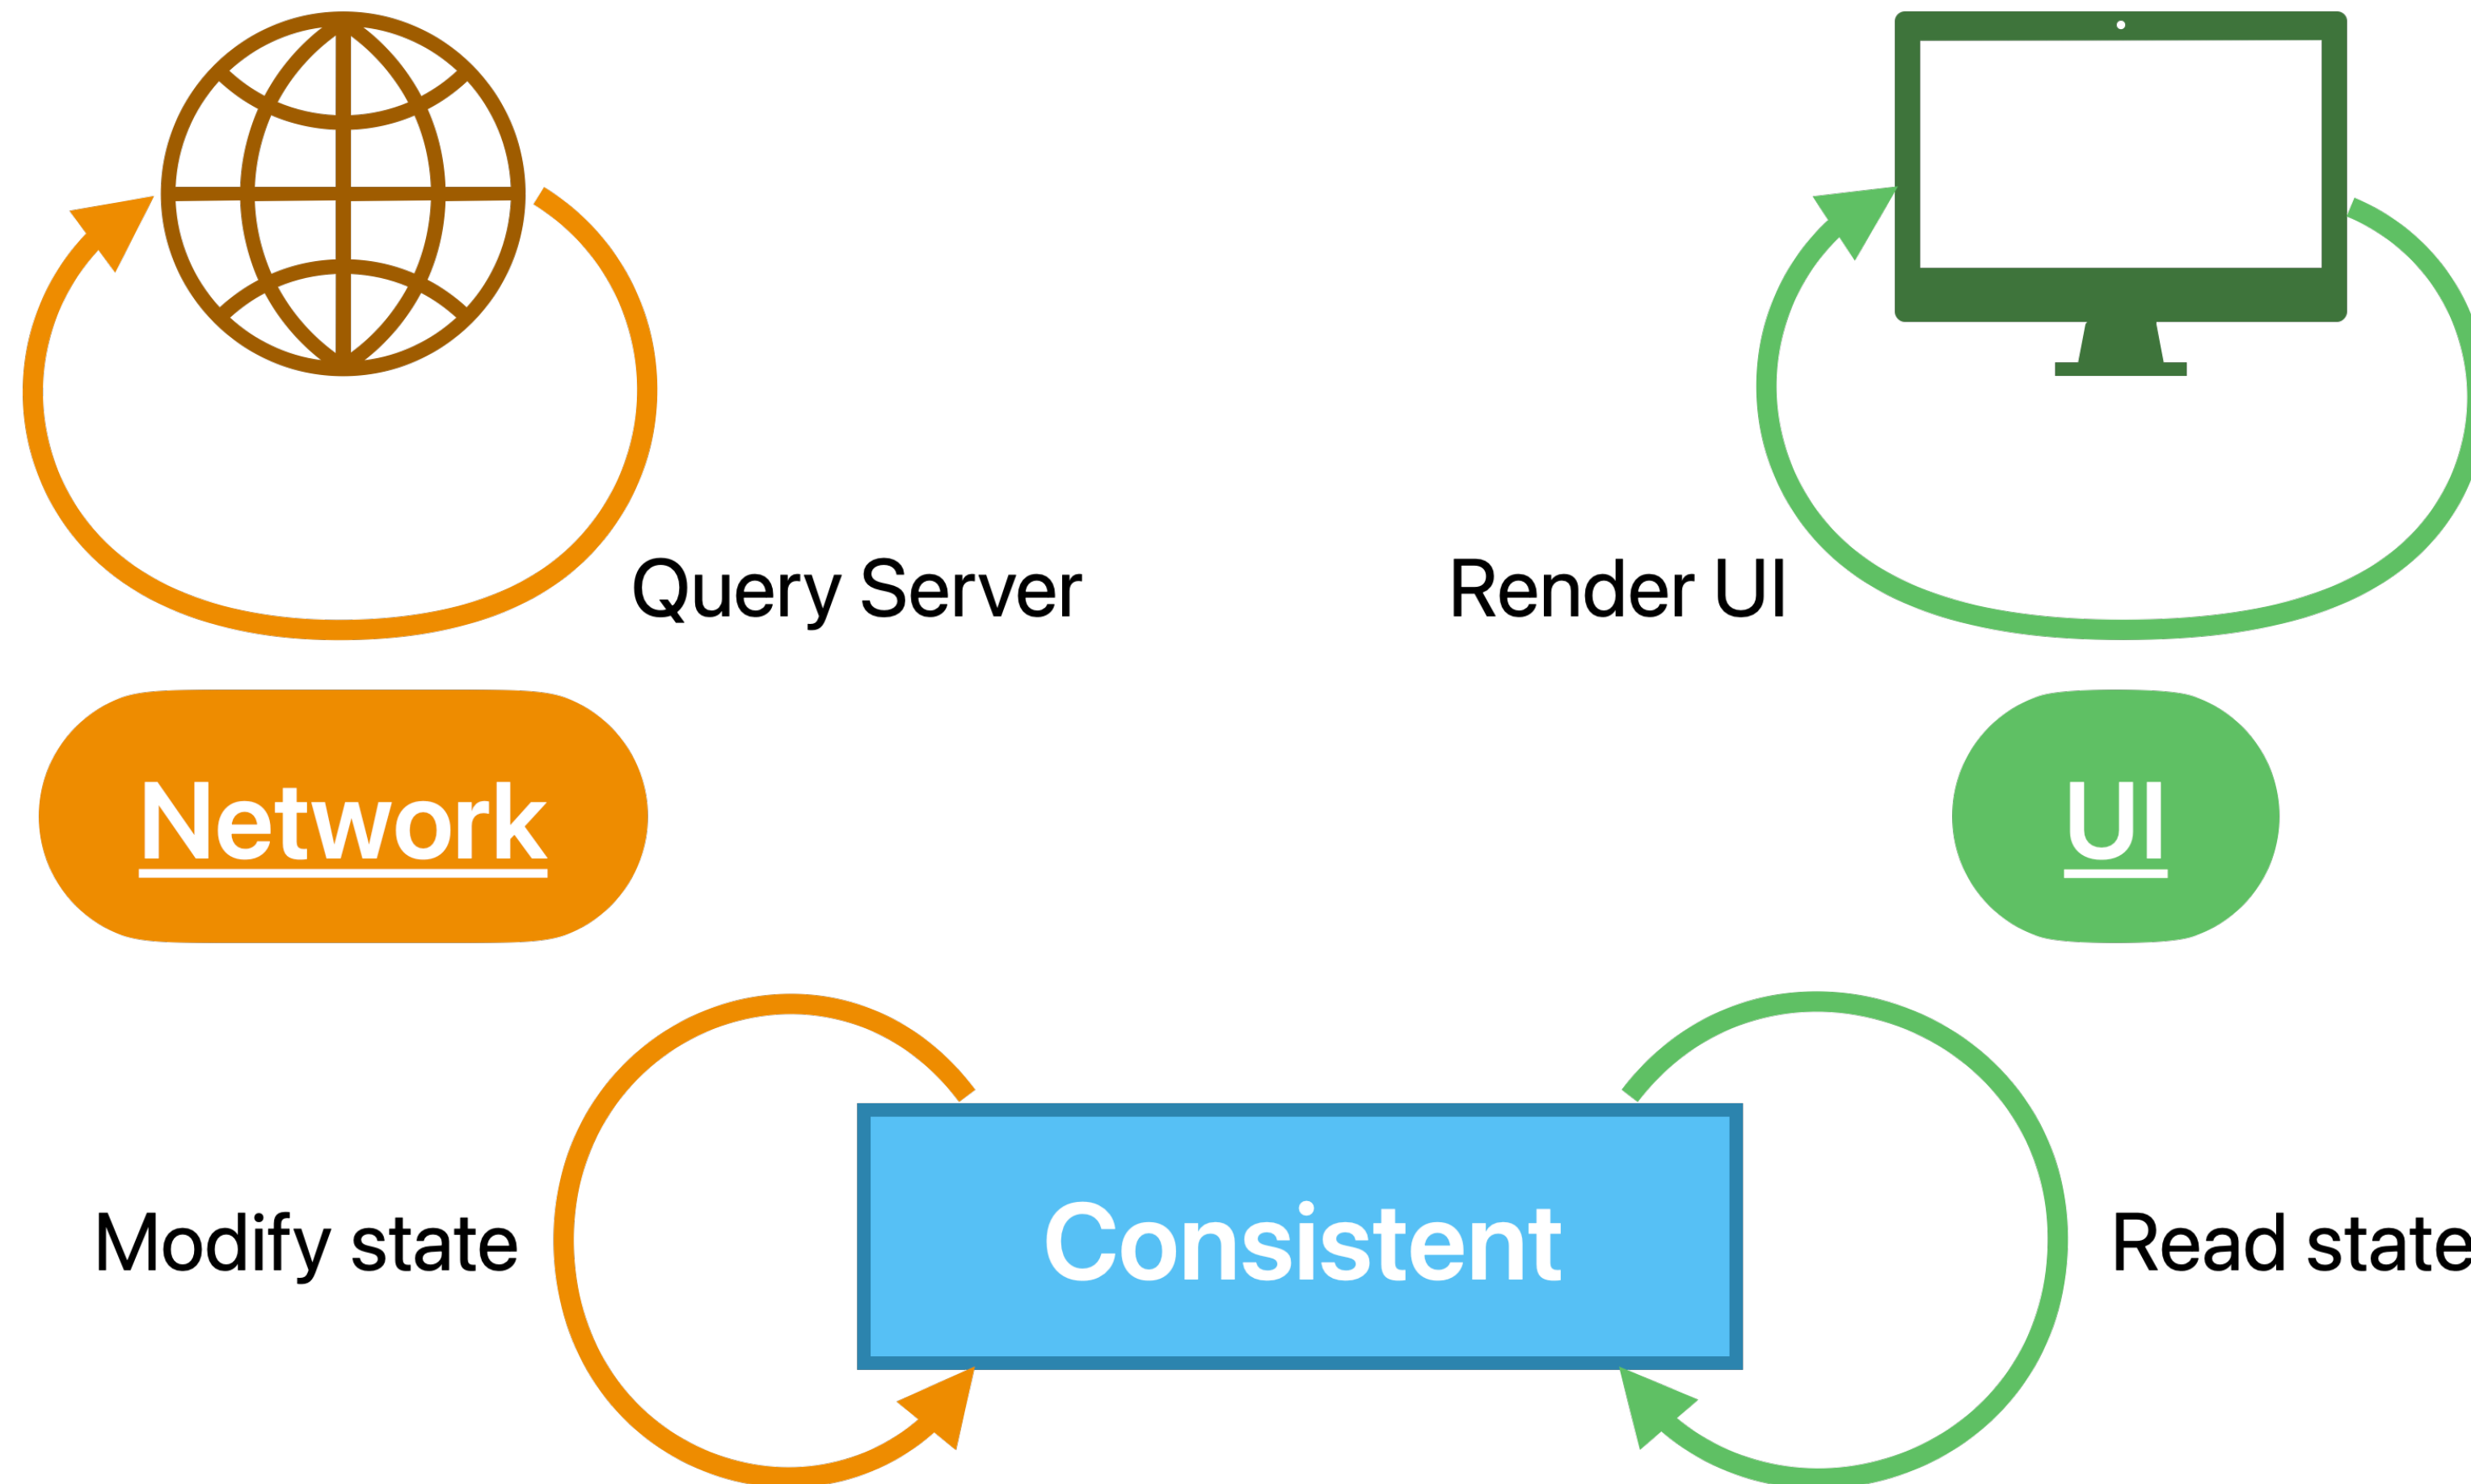 Query Server
Render UI
Network
UI
Modify state
Consistent
Read state